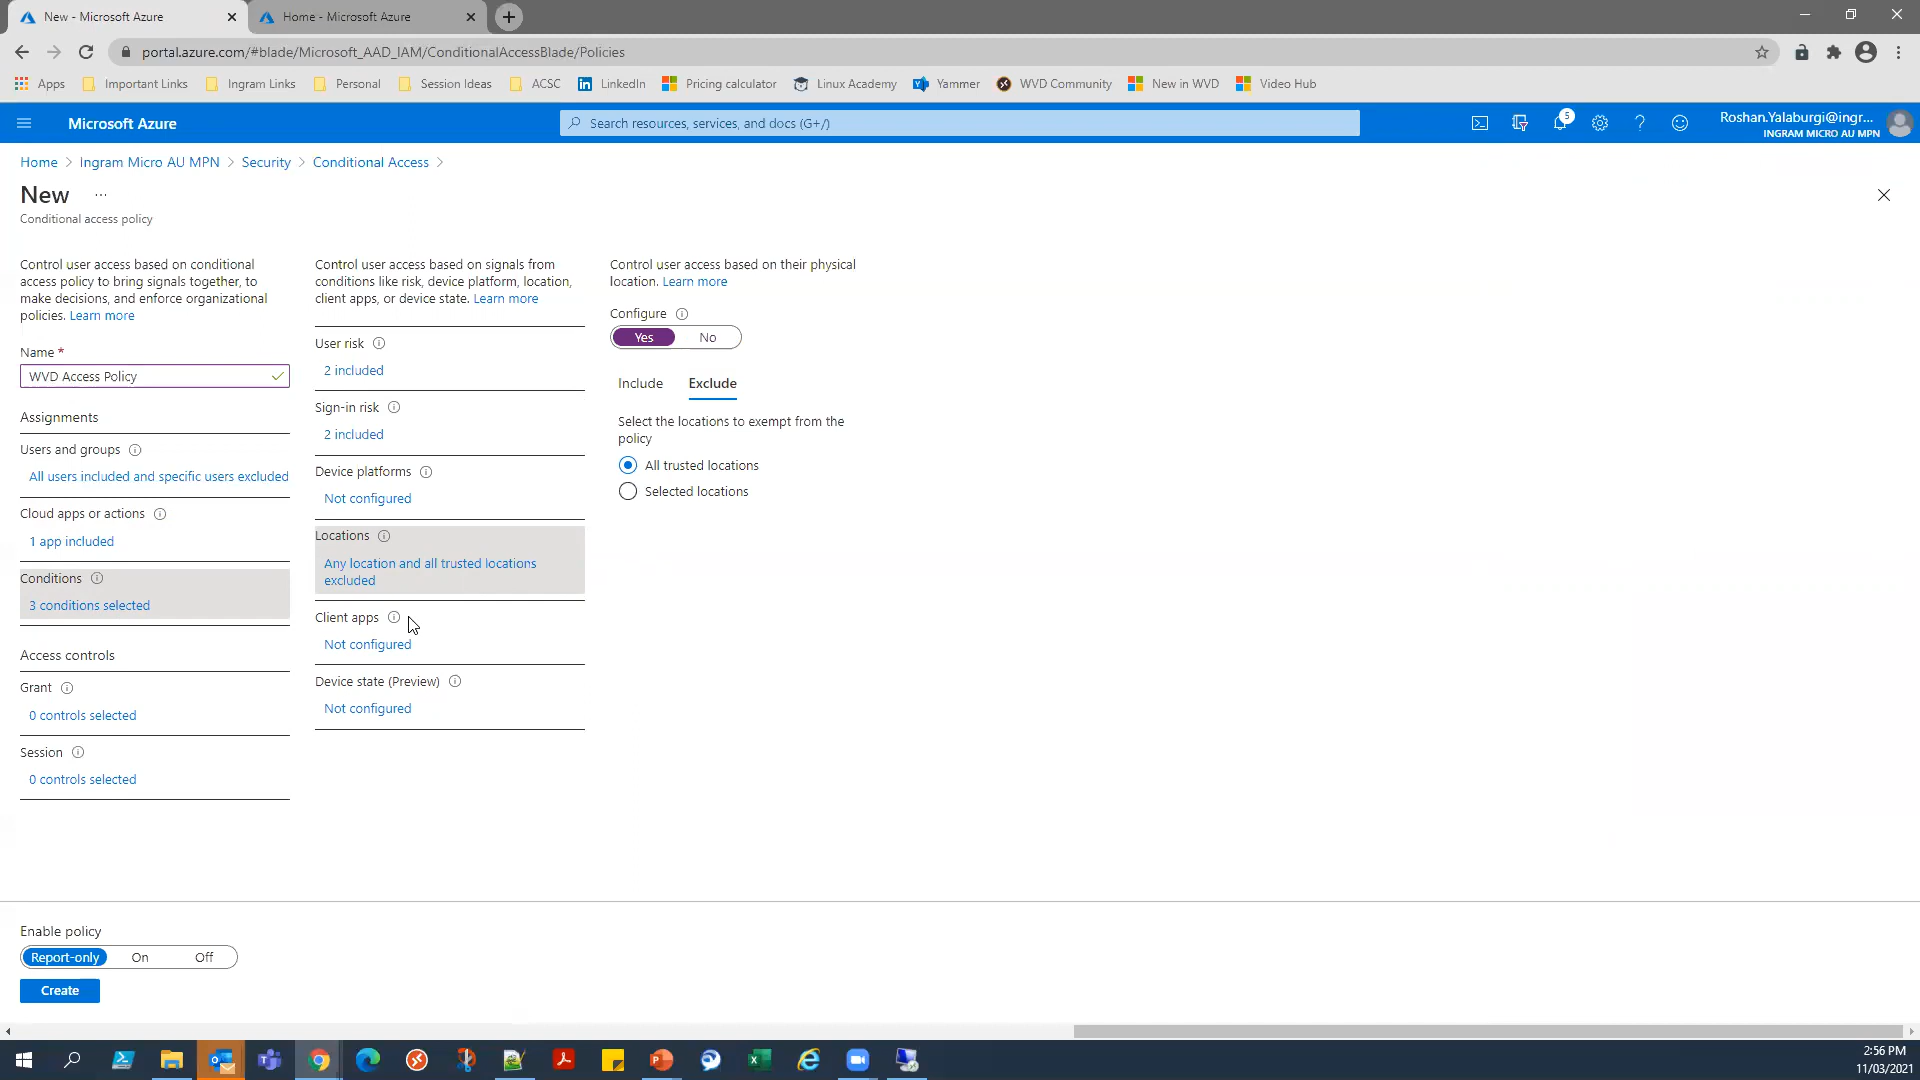 New - Microsoft Azure
Home - Microsoft Azure
portal.azure.com/#blade/Microsoft_AAD_IAM/ConditionalAccessBlade/Policies
Apps
Important Links
Ingram Links
Personal
Session Ideas
ACSC
LinkedIn
Pricing calculator
Linux Academy
Yammer
WVD Community
New in WVD
Video Hub
Microsoft Azure
Search resources, services, and docs (G+/)
5
Roshan.Yalaburgi@ingr...
INGRAM MICRO AU MPN
Home > Ingram Micro AU MPN > Security > Conditional Access >
New ...
Conditional access policy
Control user access based on conditional
access policy to bring signals together, to
make decisions, and enforce organizational
policies. Learn more
Name *
WVD Access Policy
Assignments
Users and groups
All users included and specific users excluded
Cloud apps or actions
1 app included
Conditions
3 conditions selected
Access controls
Grant
0 controls selected
Session
0 controls selected
Control user access based on signals from
conditions like risk, device platform, location,
client apps, or device state. Learn more
User risk
2 included
Sign-in risk
2 included
Device platforms
Not configured
Locations
Any location and all trusted locations
excluded
Client apps
Not configured
Device state (Preview)
Not configured
Control user access based on their physical
location. Learn more
Configure
Yes No
Include Exclude
Select the locations to exempt from the
policy
All trusted locations
Selected locations
Enable policy
Report-only On Off
Create
2:56 PM
11/03/2021